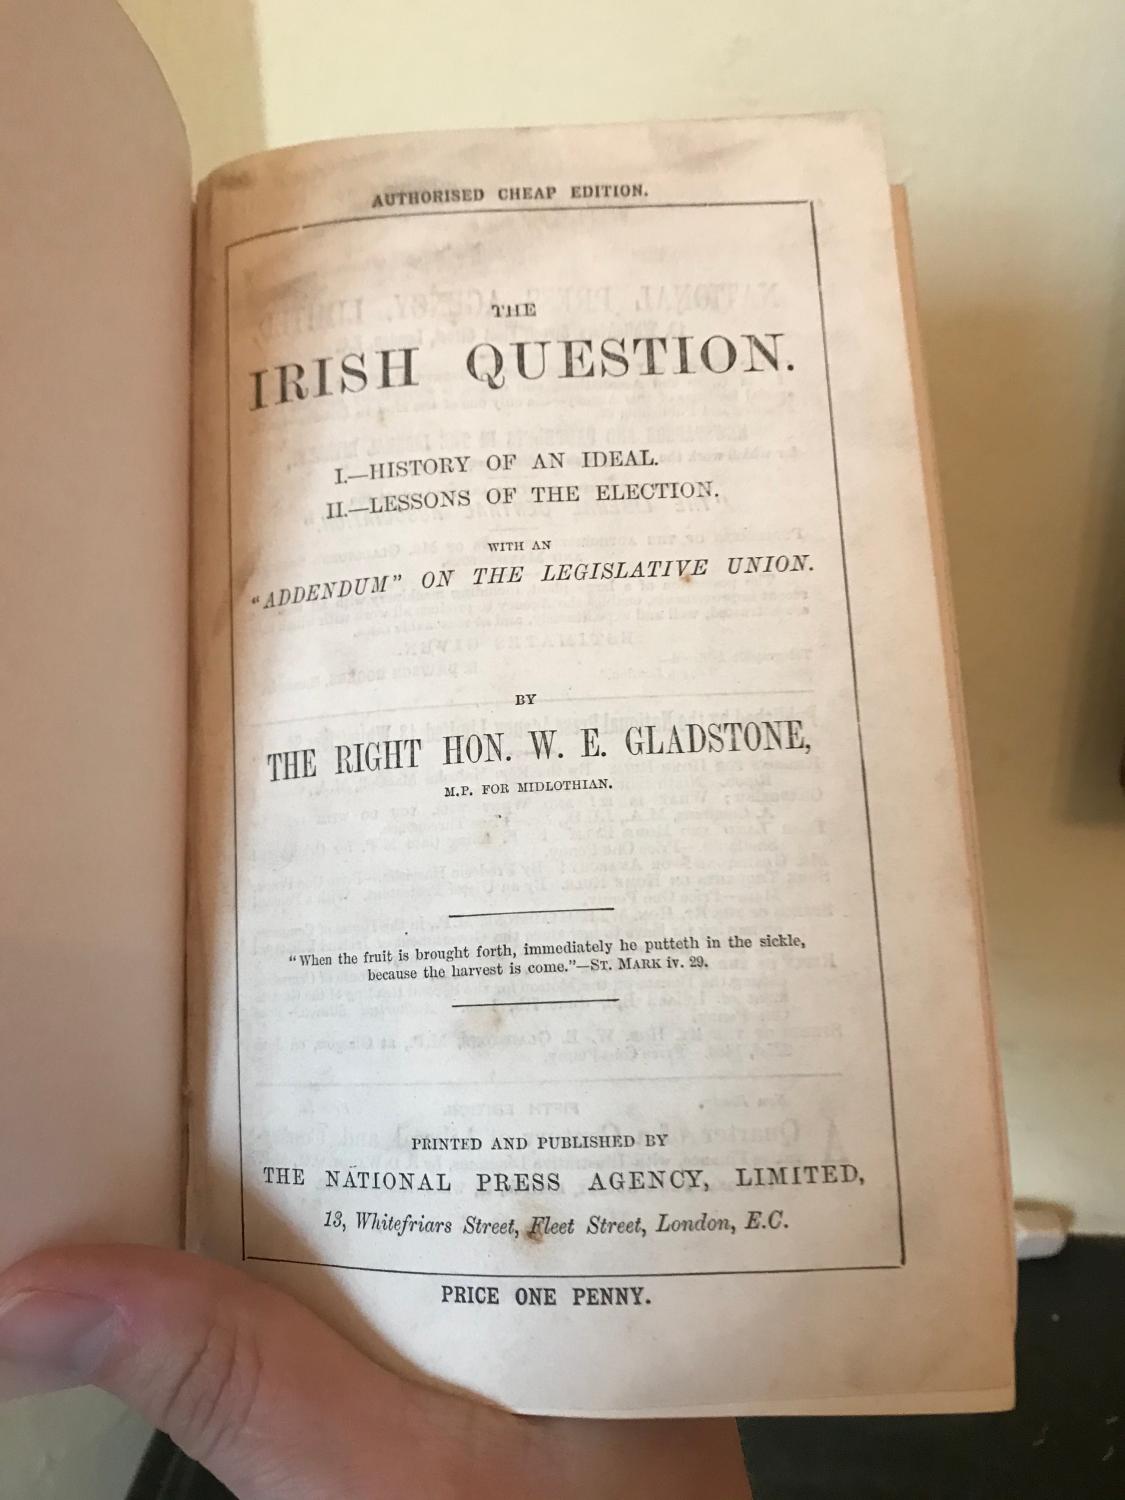 AUTHORISED CHEAP EDITION.
THE
IRISH QUESTION.
I.—HISTORY OF AN IDEAL.
II.—LESSONS OF THE ELECTION.
WITH AN
"ADDENDUM" ON THE LEGISLATIVE UNION.
BY
THE RIGHT HON. W. E. GLADSTONE,
M.P. FOR MIDLOTHIAN.
"When the fruit is brought forth, immediately he putteth in the sickle,
because the harvest is come."—ST. MARK iv. 29.
PRINTED AND PUBLISHED BY
THE NATIONAL PRESS AGENCY, LIMITED,
13, Whitefriars Street, Fleet Street, London, E.C.
PRICE ONE PENNY.